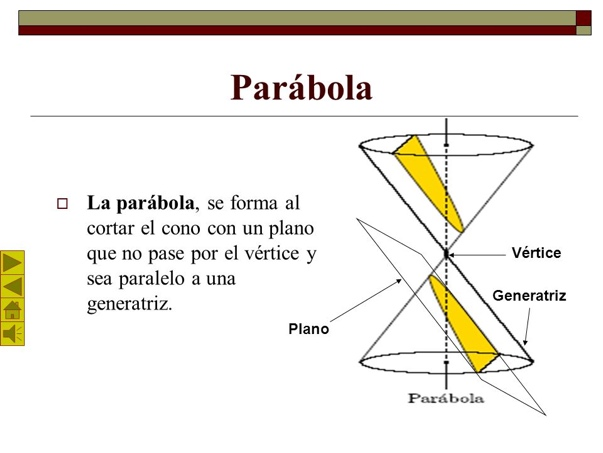 Parábola
La parábola, se forma al
cortar el cono con un plano
que no pase por el vértice y
sea paralelo a una
generatriz.
Vértice
Generatriz
Plano
Parábola